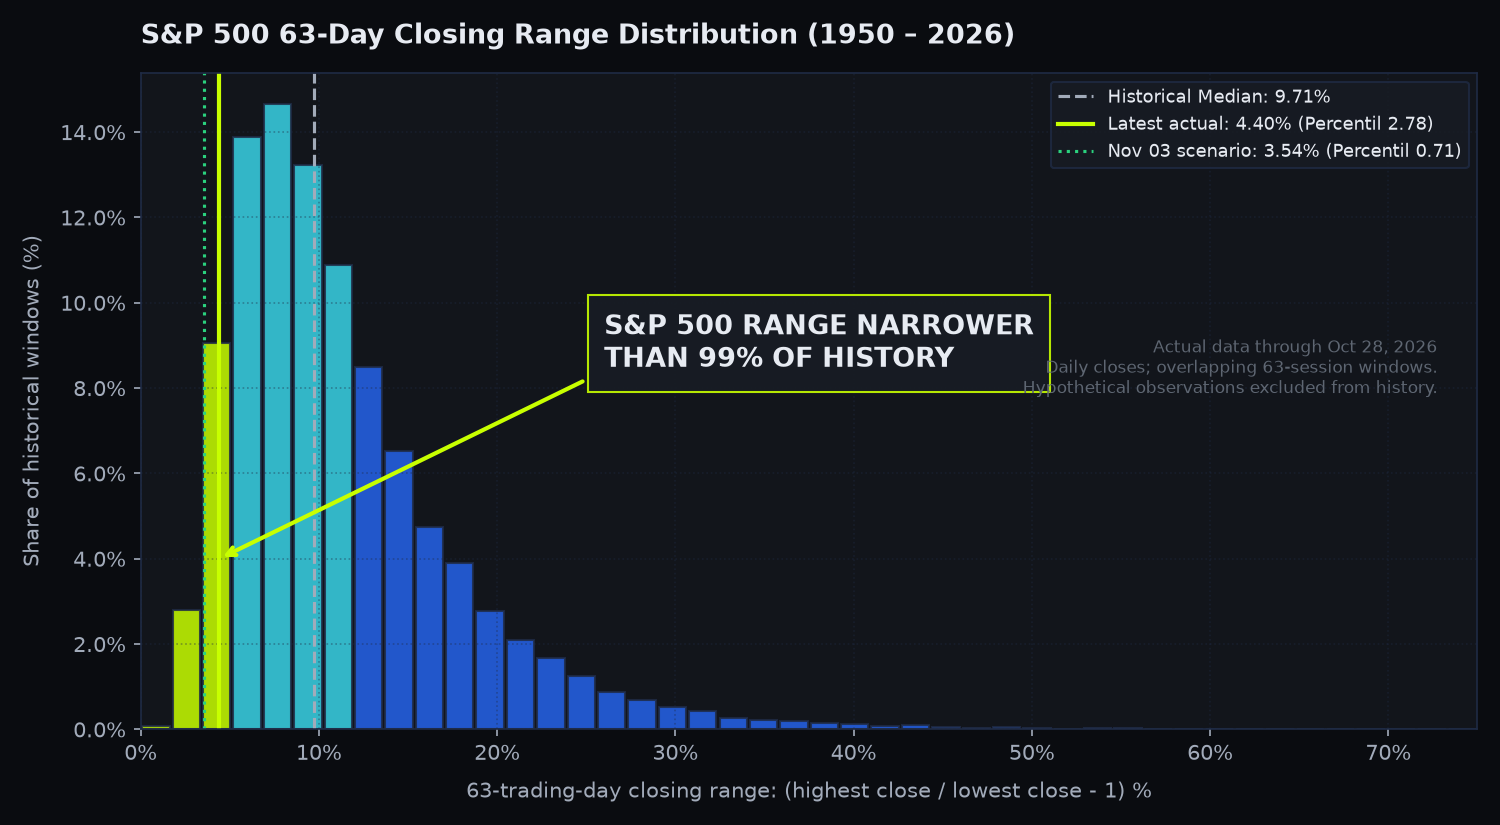 S&P 500 63-Day Closing Range Distribution (1950 – 2026)
Historical Median: 9.71%
Latest actual: 4.40% (Percentil 2.78)
Nov 03 scenario: 3.54% (Percentil 0.71)
S&P 500 RANGE NARROWER
THAN 99% OF HISTORY
Actual data through Oct 28, 2026
Daily closes; overlapping 63-session windows.
Hypothetical observations excluded from history.
Share of historical windows (%)
14.0%
12.0%
10.0%
8.0%
6.0%
4.0%
2.0%
0.0%
0%
10%
20%
30%
40%
50%
60%
70%
63-trading-day closing range: (highest close / lowest close - 1) %